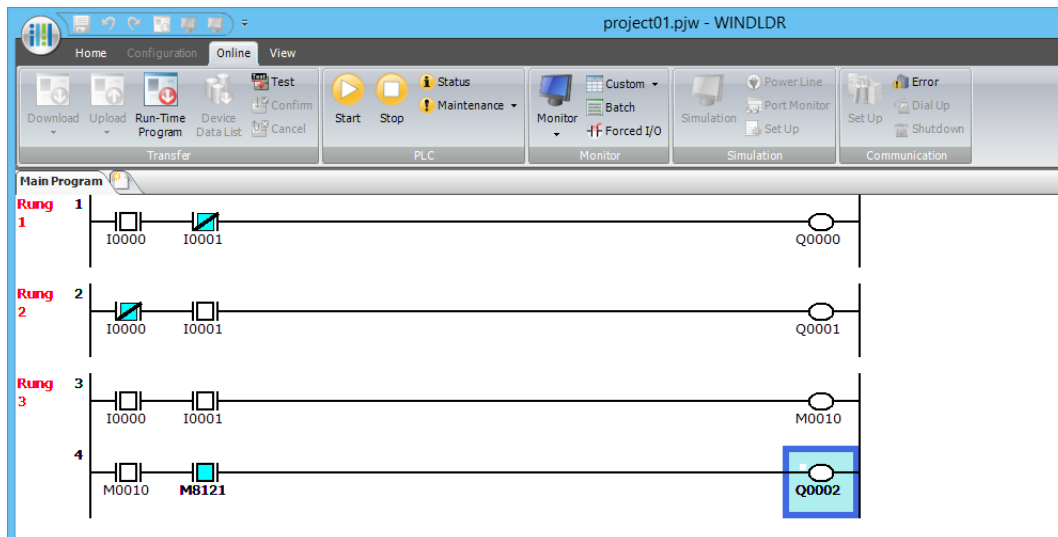 project01.pjw - WINDLDR
Home Configuration Online View
Download Upload Run-Time Program Device Data List Test Confirm Cancel
Transfer
Start Stop Status Maintenance
PLC
Monitor Custom Batch Forced I/O
Monitor
Simulation Power Line Port Monitor Set Up
Simulation
Set Up Error Dial Up Shutdown
Communication
Main Program
Rung 1 1
I0000 I0001 Q0000
Rung 2 2
I0000 I0001 Q0001
Rung 3 3
I0000 I0001 M0010
4
M0010 M8121 Q0002